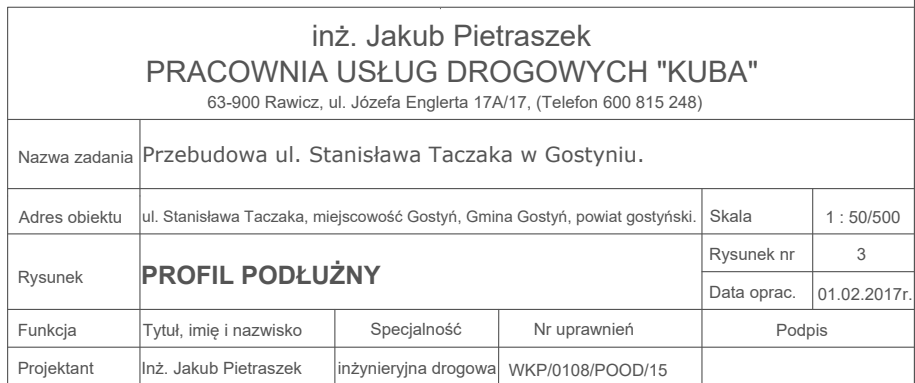 inż. Jakub Pietraszek
PRACOWNIA USŁUG DROGOWYCH "KUBA"
63-900 Rawicz, ul. Józefa Englerta 17A/17, (Telefon 600 815 248)
Nazwa zadania Przebudowa ul. Stanisława Taczaka w Gostyniu.
Adres obiektu ul. Stanisława Taczaka, miejscowość Gostyń, Gmina Gostyń, powiat gostyński. Skala 1 : 50/500
Rysunek PROFIL PODŁUŻNY Rysunek nr 3
Data oprac. 01.02.2017r.
Funkcja Tytuł, imię i nazwisko Specjalność Nr uprawnień Podpis
Projektant Inż. Jakub Pietraszek inżynieryjna drogowa WKP/0108/POOD/15